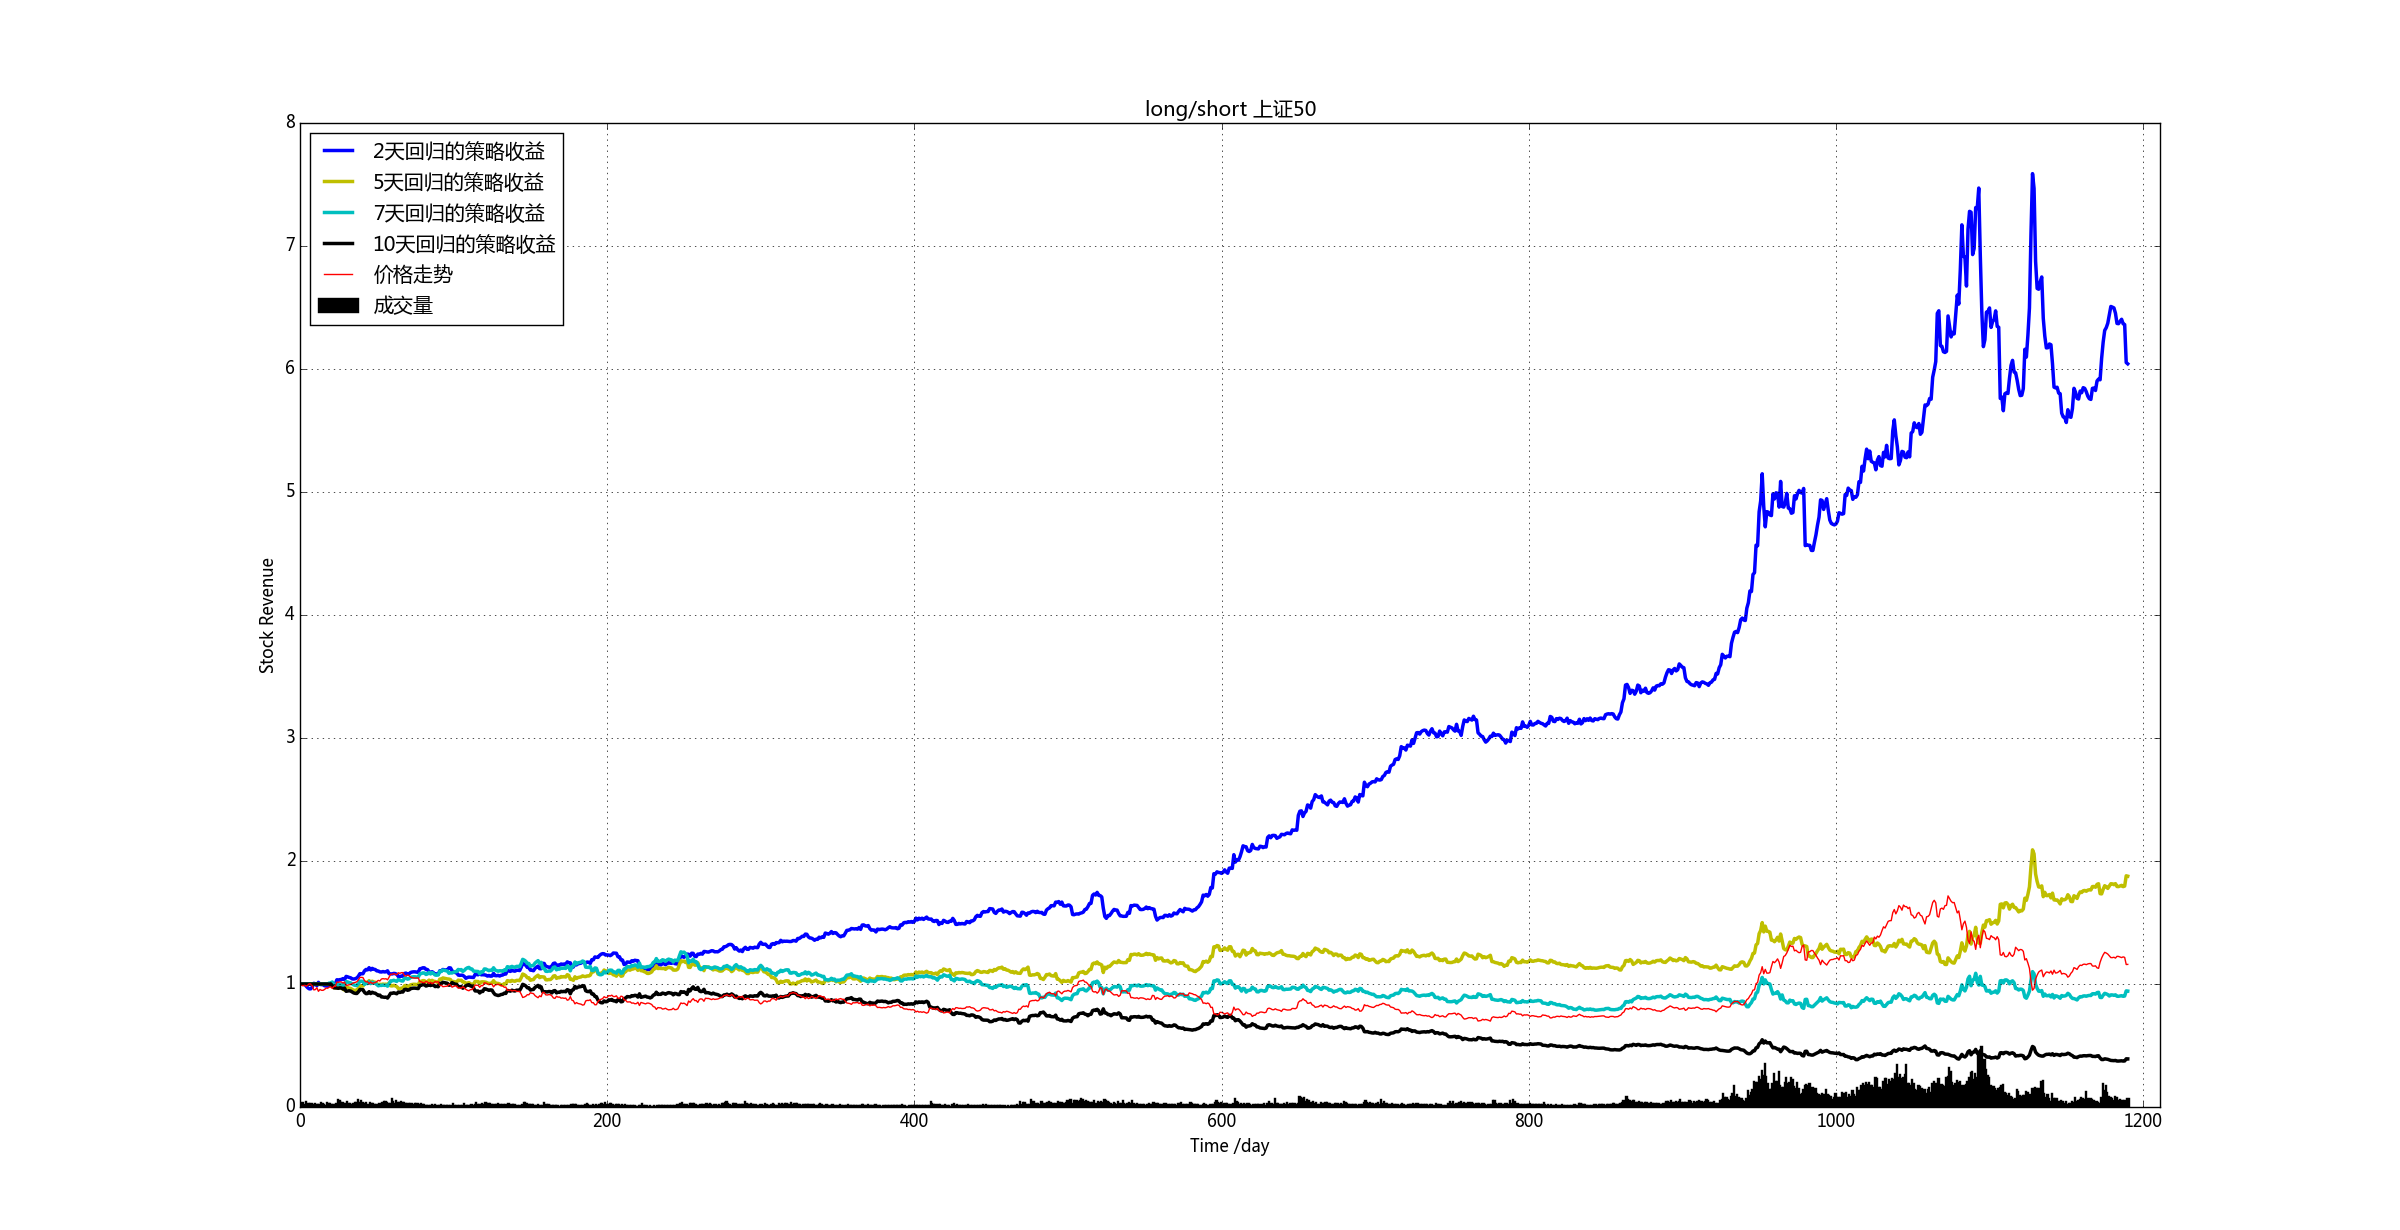 long/short 上证50
8
7
6
5
4
3
2
1
0
Stock Revenue
2天回归的策略收益
5天回归的策略收益
7天回归的策略收益
10天回归的策略收益
价格走势
成交量
0 200 400 600 800 1000 1200
Time /day